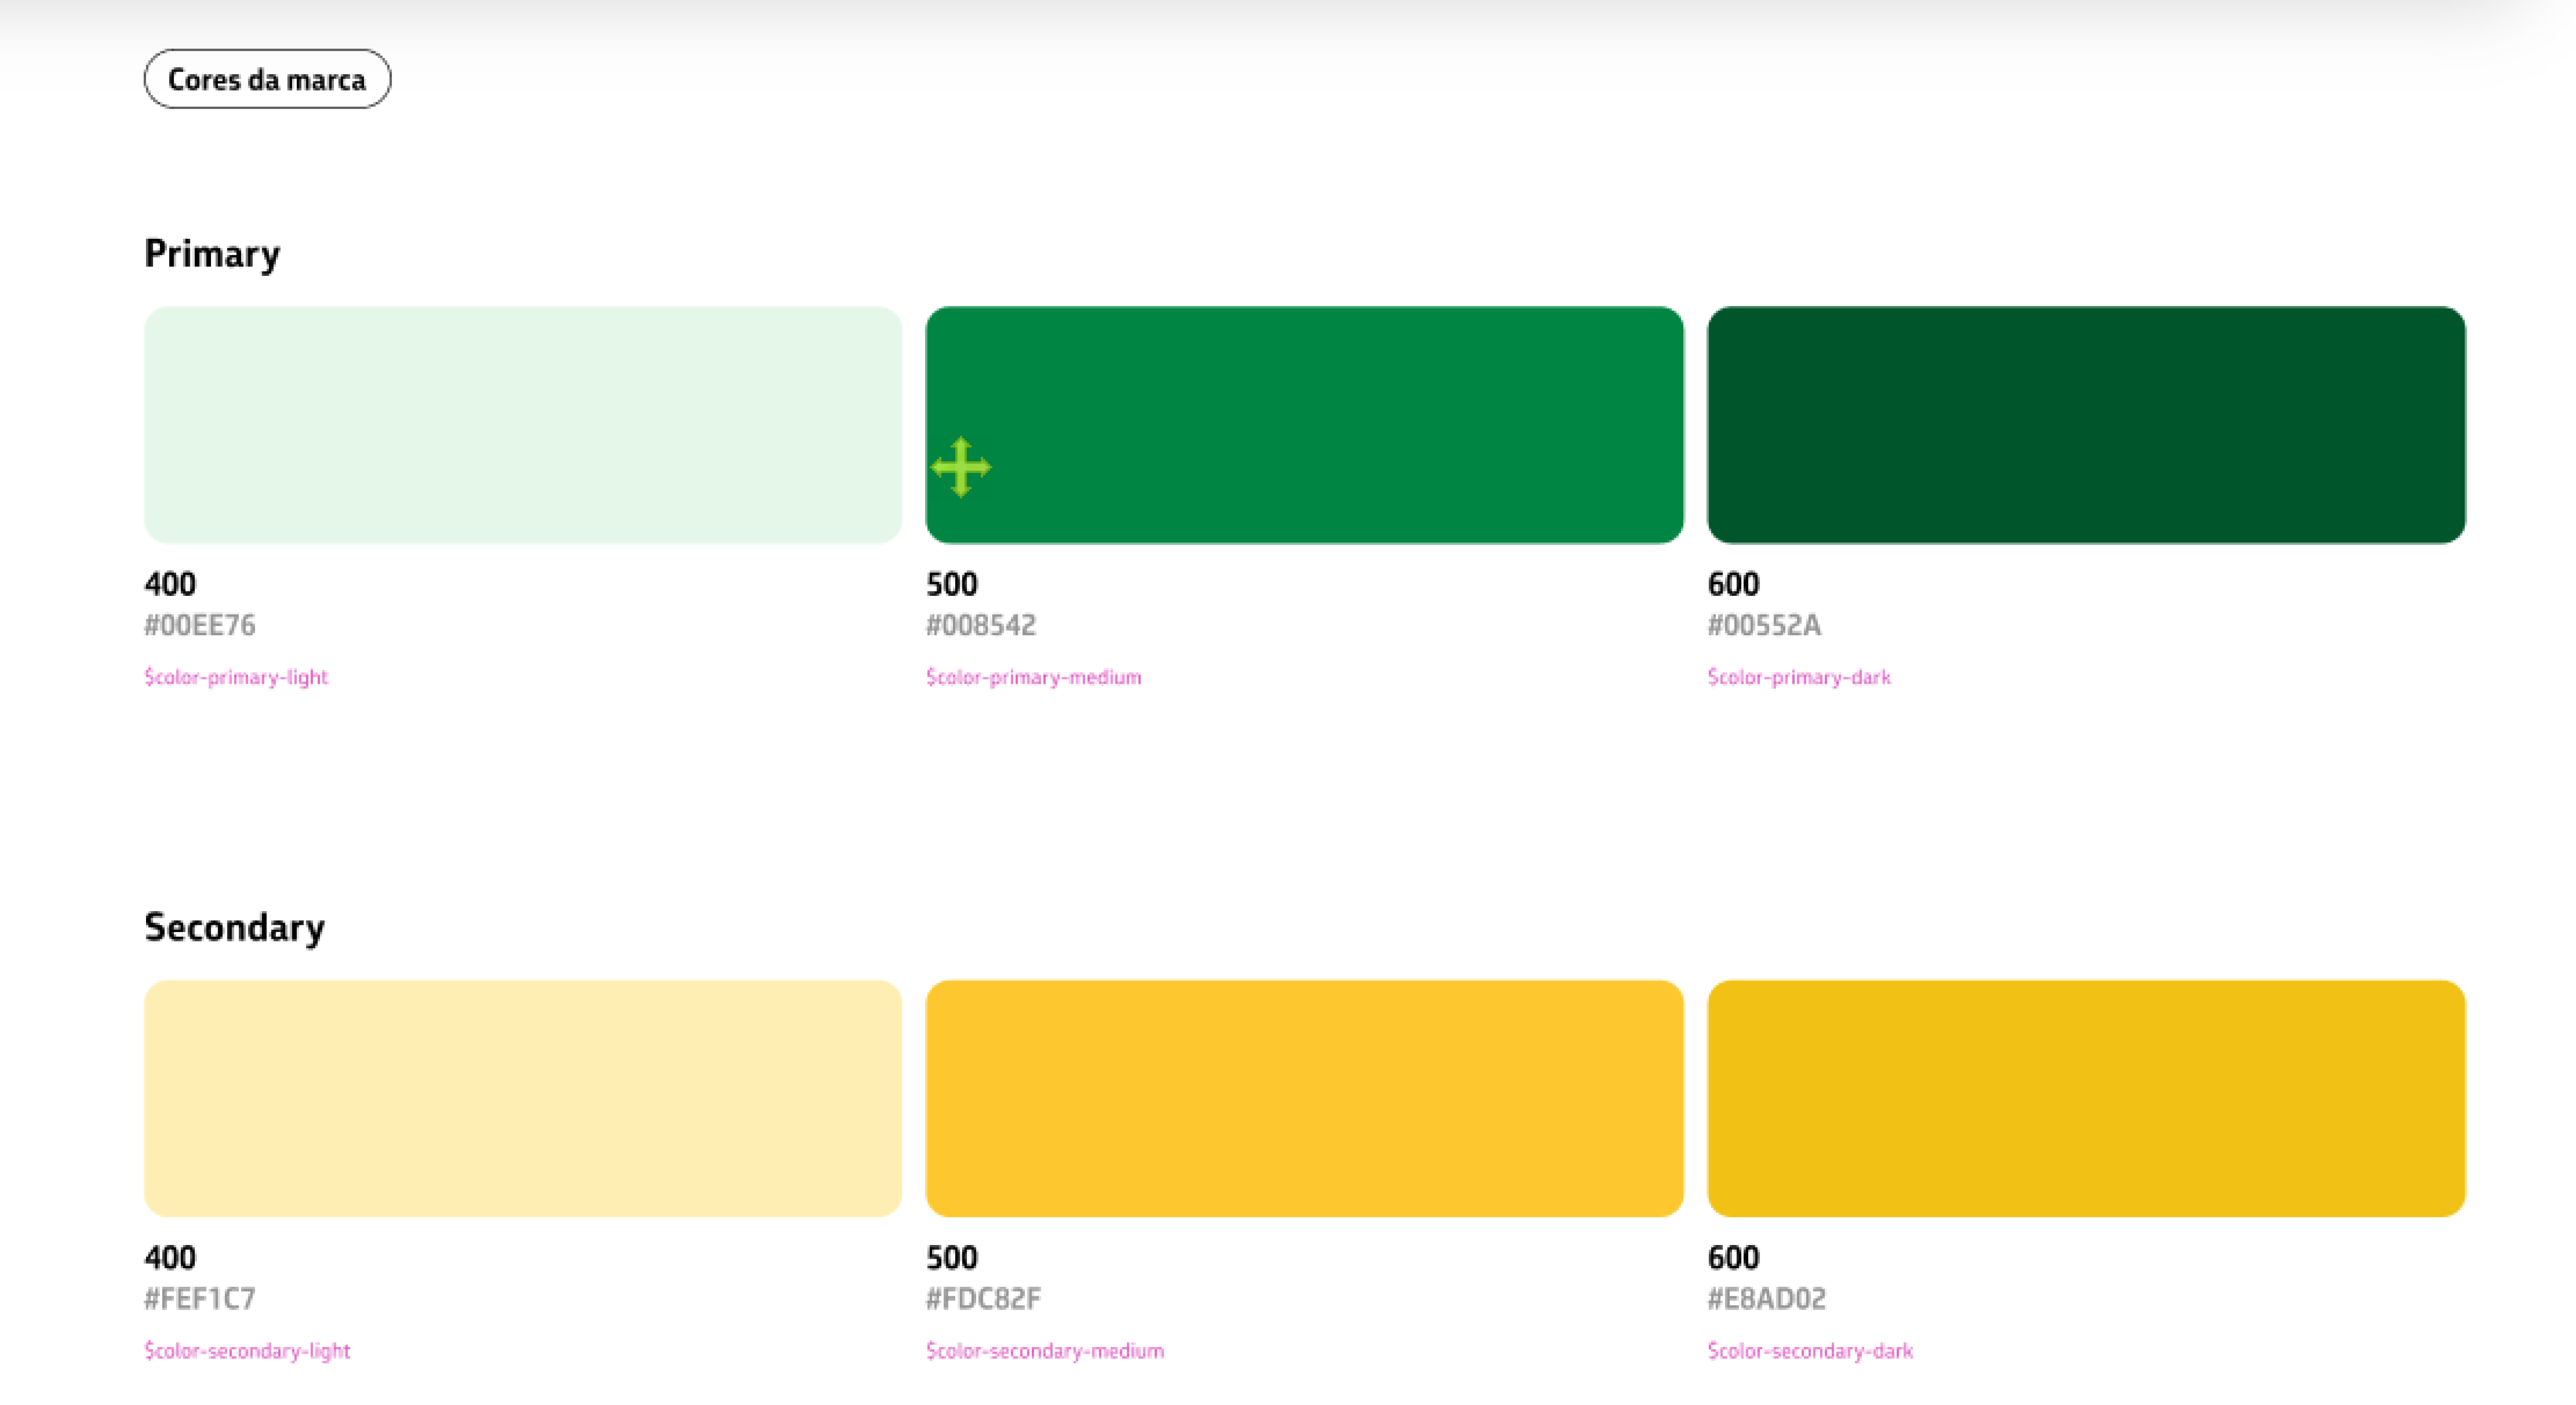 Cores da marca
Primary
400
#00EE76
$color-primary-light
500
#008542
$color-primary-medium
600
#00552A
$color-primary-dark
Secondary
400
#FEF1C7
$color-secondary-light
500
#FDC82F
$color-secondary-medium
600
#E8AD02
$color-secondary-dark